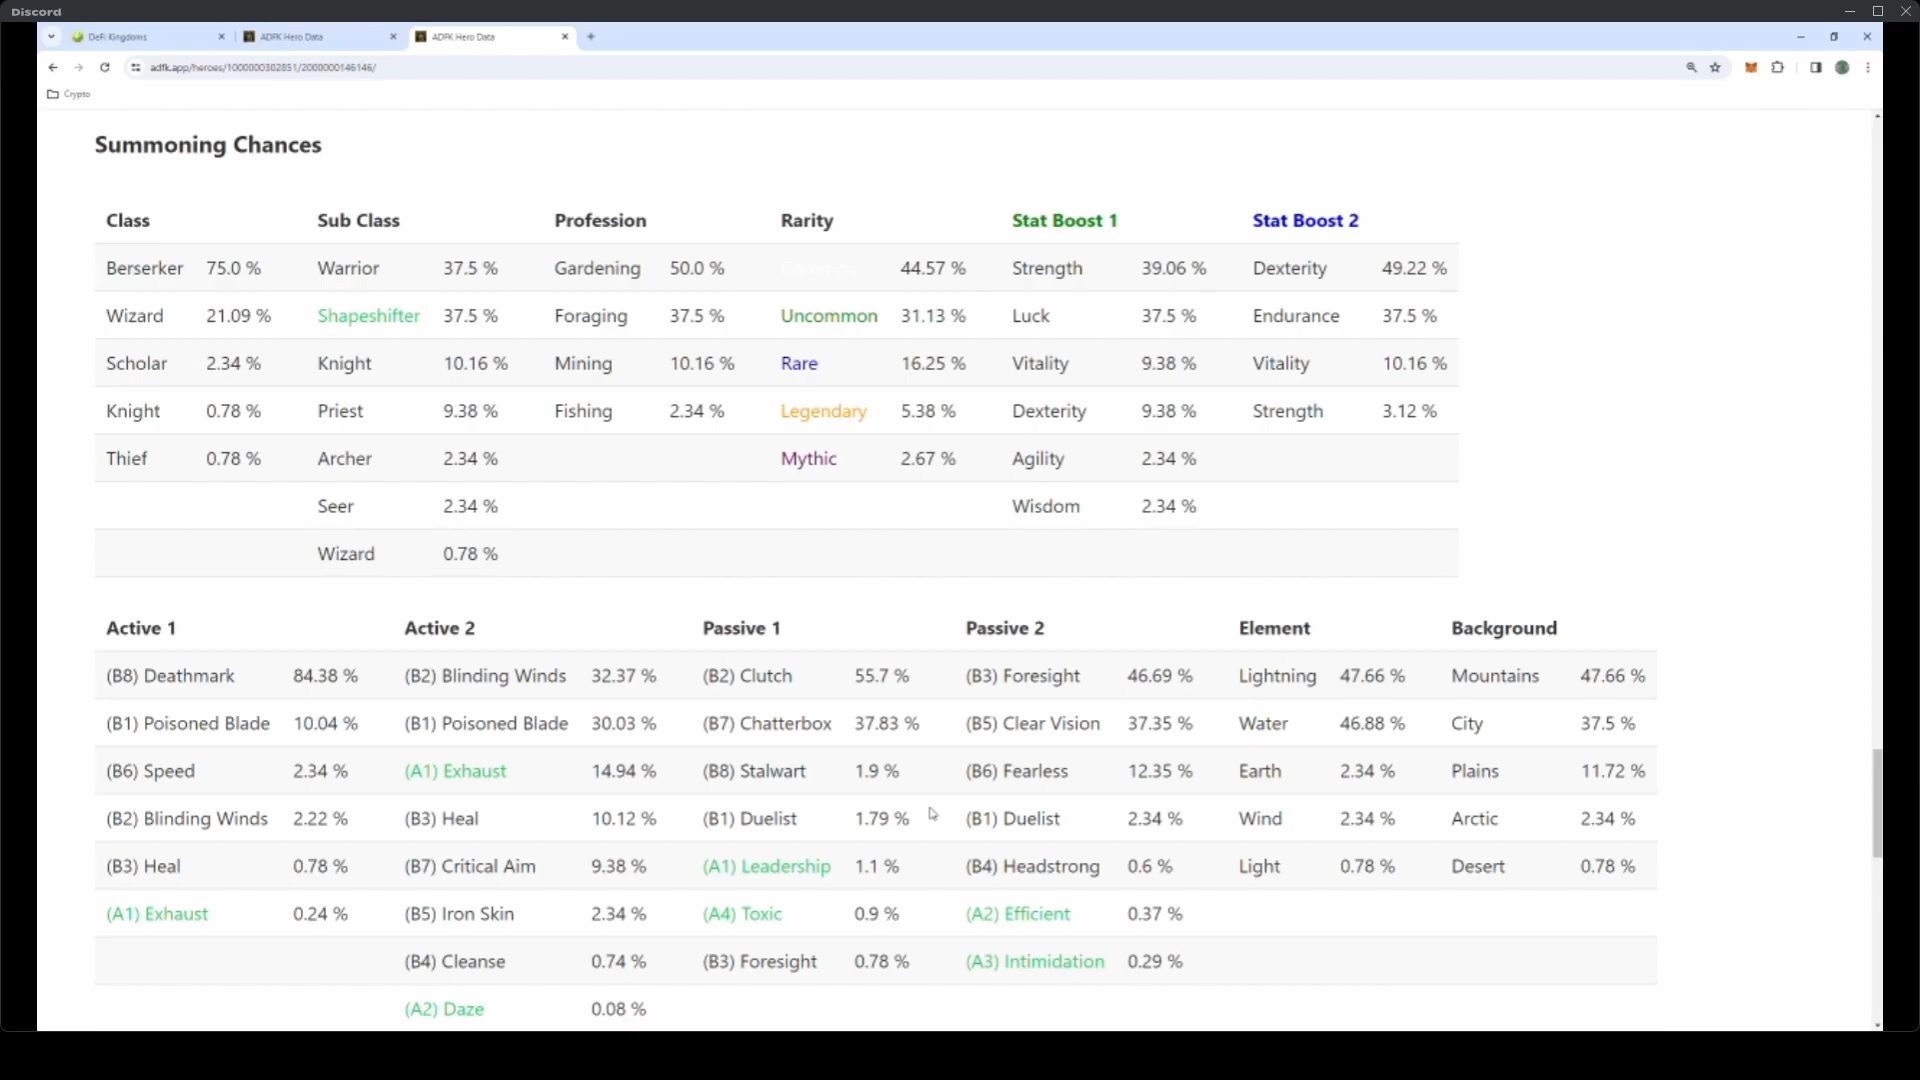 Discord
DeFi Kingdoms
ADFK Hero Data
ADFK Hero Data
adfk.app/heroes/1000000302851/2000000146146/
Crypto
Summoning Chances
Class Sub Class Profession Rarity Stat Boost 1 Stat Boost 2
Berserker 75.0 % Warrior 37.5 % Gardening 50.0 % Common 44.57 % Strength 39.06 % Dexterity 49.22 %
Wizard 21.09 % Shapeshifter 37.5 % Foraging 37.5 % Uncommon 31.13 % Luck 37.5 % Endurance 37.5 %
Scholar 2.34 % Knight 10.16 % Mining 10.16 % Rare 16.25 % Vitality 9.38 % Vitality 10.16 %
Knight 0.78 % Priest 9.38 % Fishing 2.34 % Legendary 5.38 % Dexterity 9.38 % Strength 3.12 %
Thief 0.78 % Archer 2.34 % Mythic 2.67 % Agility 2.34 %
Seer 2.34 % Wisdom 2.34 %
Wizard 0.78 %
Active 1 Active 2 Passive 1 Passive 2 Element Background
(B8) Deathmark 84.38 % (B2) Blinding Winds 32.37 % (B2) Clutch 55.7 % (B3) Foresight 46.69 % Lightning 47.66 % Mountains 47.66 %
(B1) Poisoned Blade 10.04 % (B1) Poisoned Blade 30.03 % (B7) Chatterbox 37.83 % (B5) Clear Vision 37.35 % Water 46.88 % City 37.5 %
(B6) Speed 2.34 % (A1) Exhaust 14.94 % (B8) Stalwart 1.9 % (B6) Fearless 12.35 % Earth 2.34 % Plains 11.72 %
(B2) Blinding Winds 2.22 % (B3) Heal 10.12 % (B1) Duelist 1.79 % (B1) Duelist 2.34 % Wind 2.34 % Arctic 2.34 %
(B3) Heal 0.78 % (B7) Critical Aim 9.38 % (A1) Leadership 1.1 % (B4) Headstrong 0.6 % Light 0.78 % Desert 0.78 %
(A1) Exhaust 0.24 % (B5) Iron Skin 2.34 % (A4) Toxic 0.9 % (A2) Efficient 0.37 %
(B4) Cleanse 0.74 % (B3) Foresight 0.78 % (A3) Intimidation 0.29 %
(A2) Daze 0.08 %